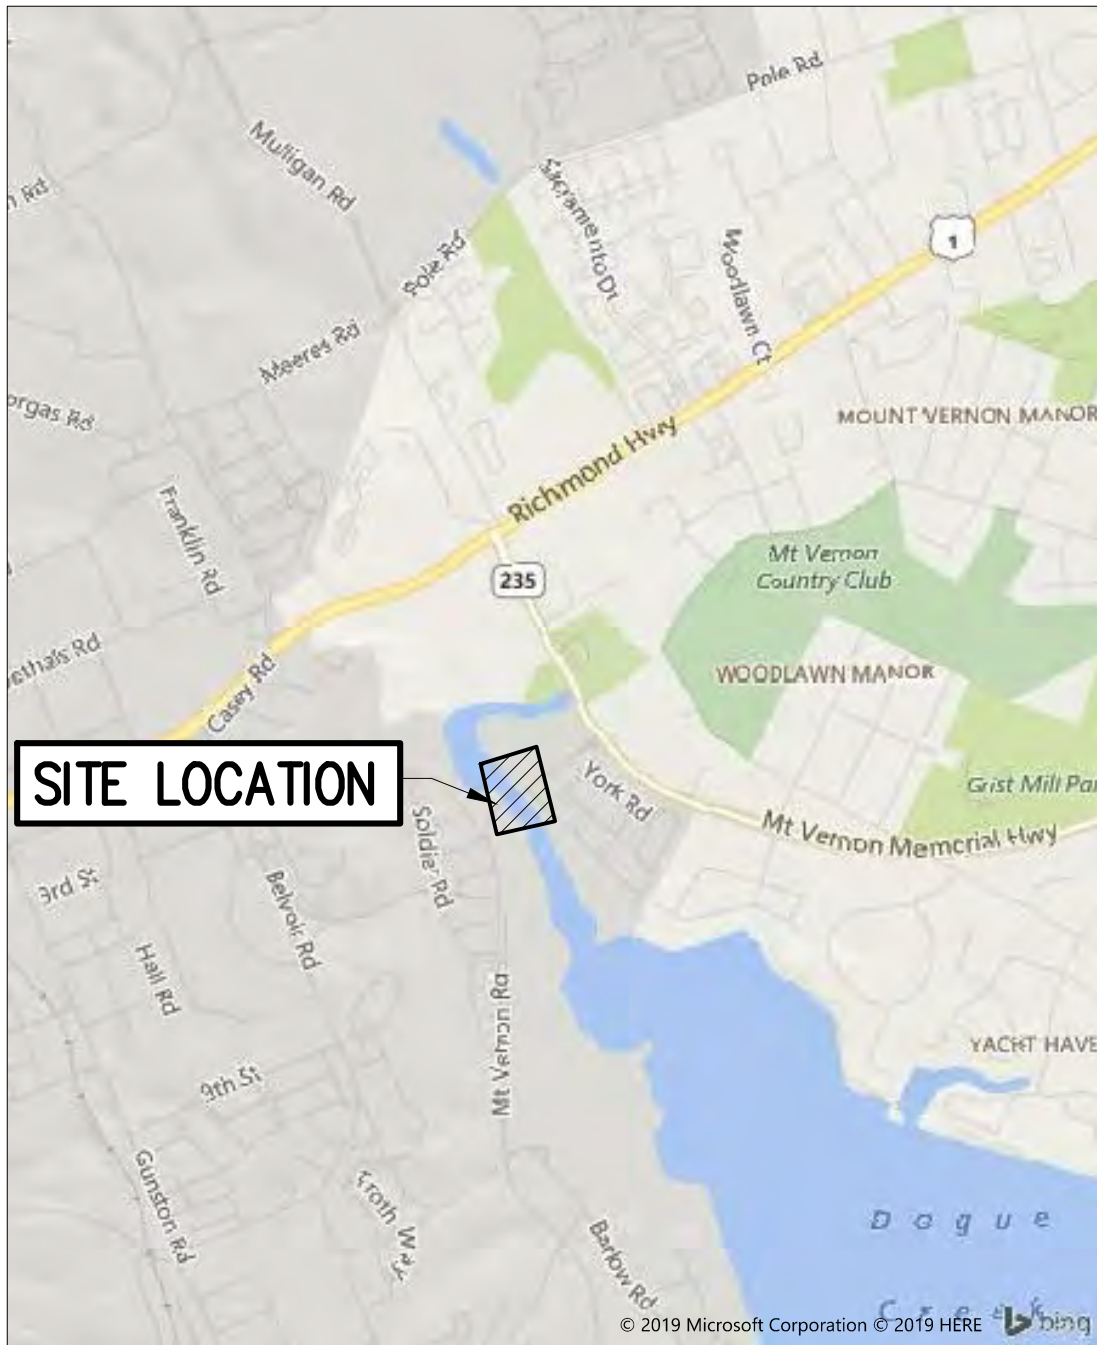 Pole Rd
Mulligan Rd
Sacramento Dr
Rd
1
Woodlawn Ct
Pole Rd
Meeres Rd
orgas Rd
MOUNT VERNON MANOR
Richmond Hwy
Franklin Rd
Mt Vernon
Country Club
235
ethals Rd
WOODLAWN MANOR
Casey Rd
SITE LOCATION
York Rd
Grist Mill Par
Mt Vernon Memorial Hwy
Soldier Rd
3rd St
Belvoir Rd
Hall Rd
Mt Vernon Rd
YACHT HAVE
9th St
Gunston Rd
Barlow Rd
Dogue
Creek
© 2019 Microsoft Corporation © 2019 HERE
bing